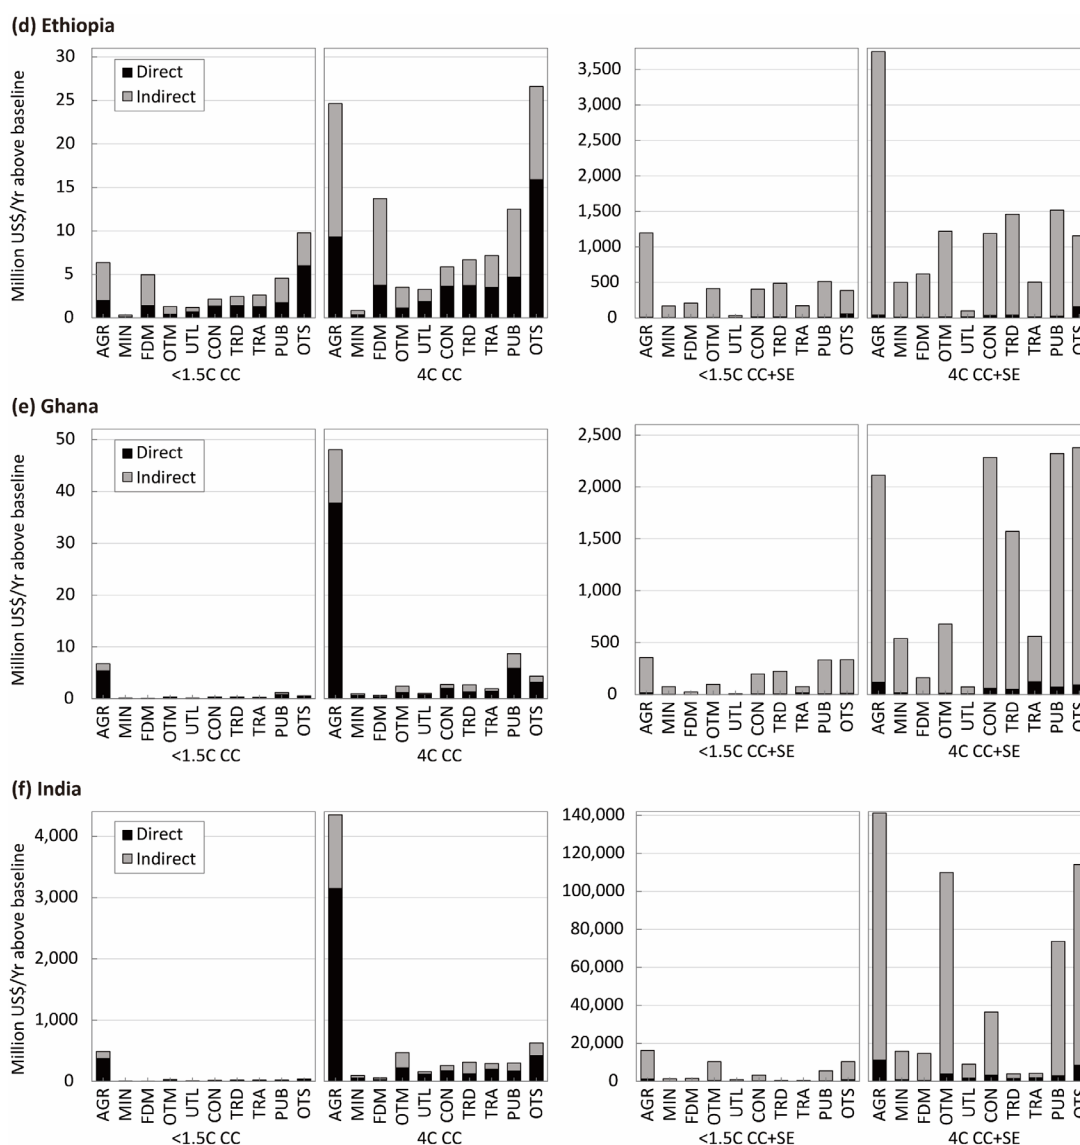 (d) Ethiopia
Million US$/Yr above baseline
30
25
20
15
10
5
0
Direct
Indirect
AGR MIN FDM OTM UTL CON TRD TRA PUB OTS
<1.5C CC
AGR MIN FDM OTM UTL CON TRD TRA PUB OTS
4C CC
3,500
3,000
2,500
2,000
1,500
1,000
500
0
AGR MIN FDM OTM UTL CON TRD TRA PUB OTS
<1.5C CC+SE
AGR MIN FDM OTM UTL CON TRD TRA PUB OTS
4C CC+SE
(e) Ghana
Million US$/Yr above baseline
50
40
30
20
10
0
Direct
Indirect
AGR MIN FDM OTM UTL CON TRD TRA PUB OTS
<1.5C CC
AGR MIN FDM OTM UTL CON TRD TRA PUB OTS
4C CC
2,500
2,000
1,500
1,000
500
0
AGR MIN FDM OTM UTL CON TRD TRA PUB OTS
<1.5C CC+SE
AGR MIN FDM OTM UTL CON TRD TRA PUB OTS
4C CC+SE
(f) India
Million US$/Yr above baseline
4,000
3,000
2,000
1,000
0
Direct
Indirect
AGR MIN FDM OTM UTL CON TRD TRA PUB OTS
<1.5C CC
AGR MIN FDM OTM UTL CON TRD TRA PUB OTS
4C CC
140,000
120,000
100,000
80,000
60,000
40,000
20,000
0
AGR MIN FDM OTM UTL CON TRD TRA PUB OTS
<1.5C CC+SE
AGR MIN FDM OTM UTL CON TRD TRA PUB OTS
4C CC+SE